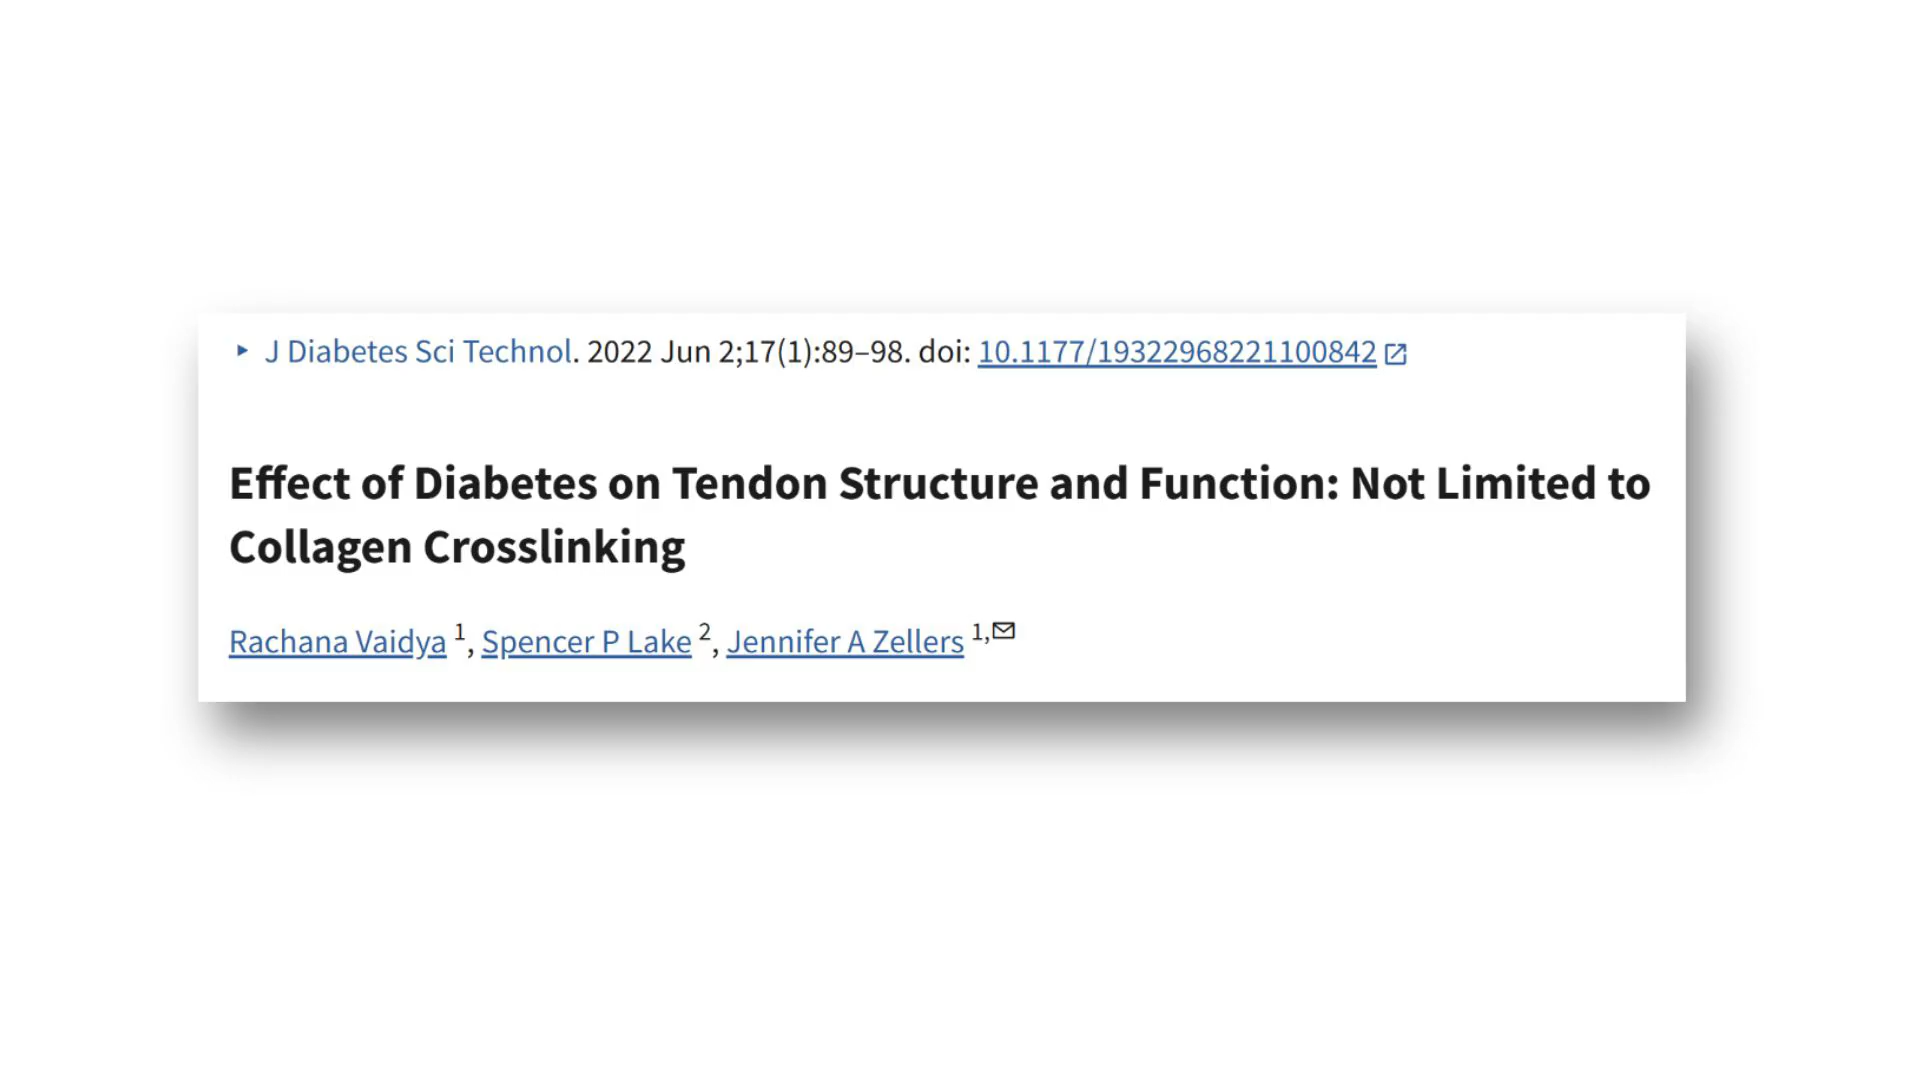 ‣ J Diabetes Sci Technol. 2022 Jun 2;17(1):89–98. doi: 10.1177/19322968221100842
Effect of Diabetes on Tendon Structure and Function: Not Limited to
Collagen Crosslinking
Rachana Vaidya 1, Spencer P Lake 2, Jennifer A Zellers 1,✉